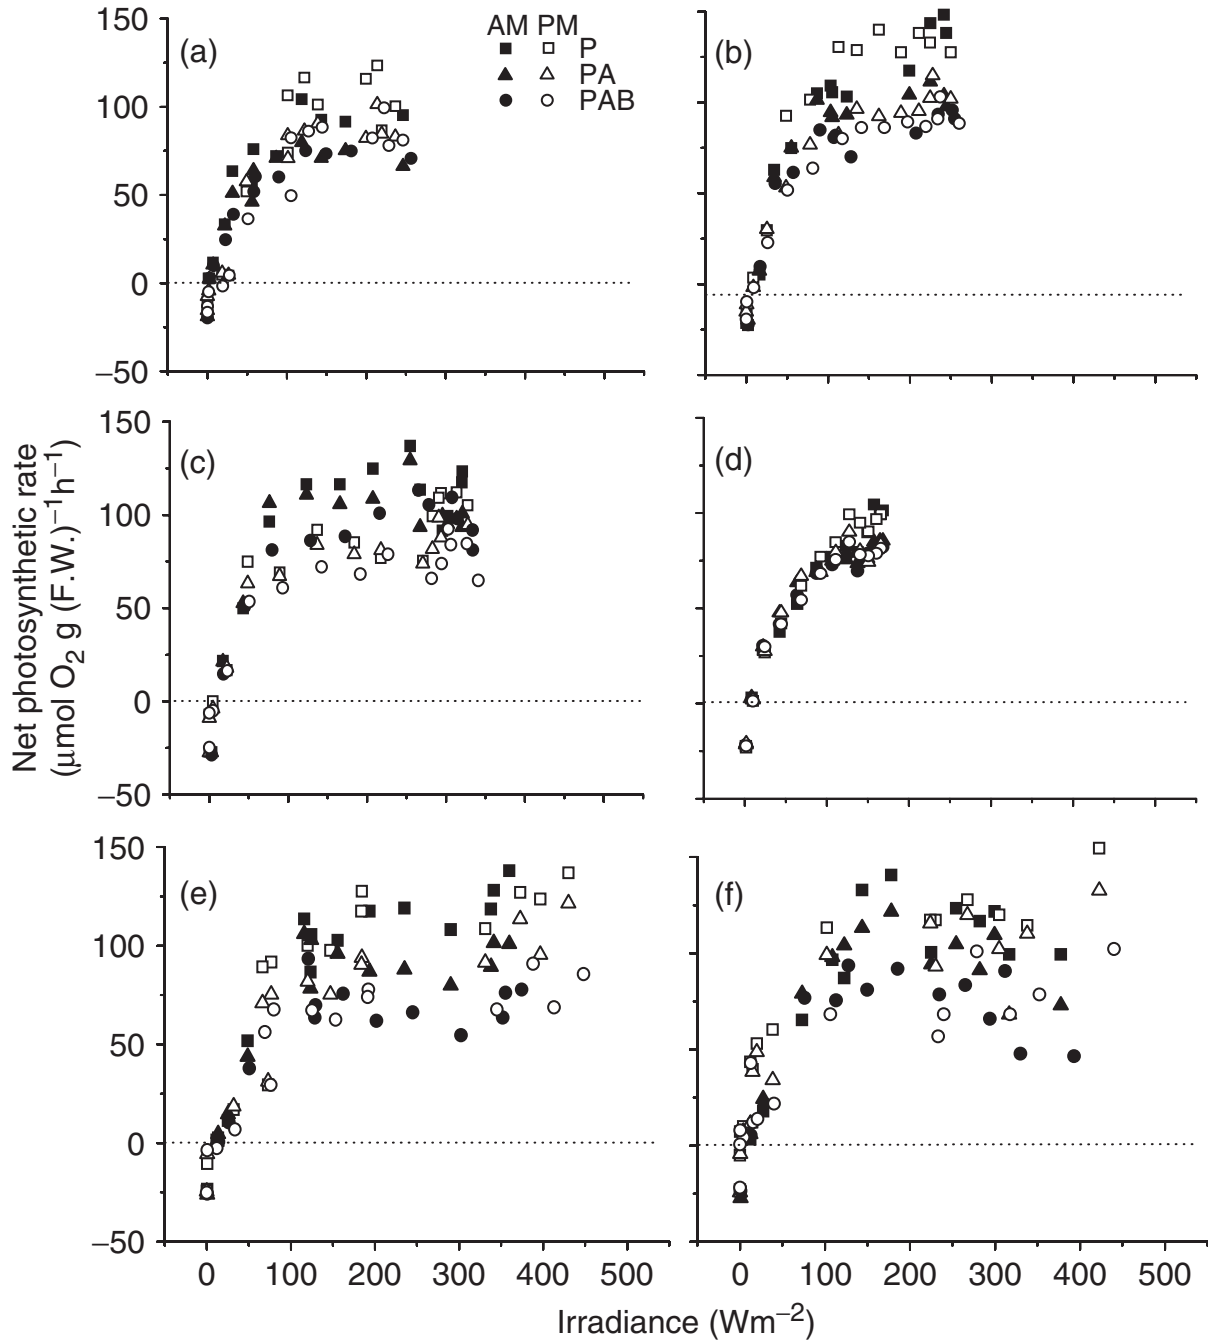 AM PM
P
PA
PAB
(a)
150
100
50
0
−50
(b)
(c)
150
100
50
0
−50
(d)
Net photosynthetic rate
(μmol O2 g (F.W.)−1h−1)
(e)
150
100
50
0
−50
0 100 200 300 400 500
(f)
0 100 200 300 400 500
Irradiance (Wm−2)